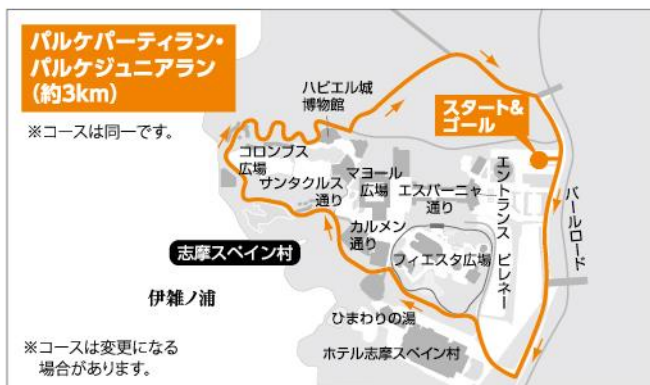 パルケパーティラン・
パルケジュニアラン
(約3km)
※コースは同一です。
ハビエル城
博物館
スタート&
ゴール
コロンブス
広場
サンタクルス
通り
マヨール
広場
エスパーニャ
通り
エントランス ピレネー
パールロード
カルメン
通り
フィエスタ広場
志摩スペイン村
伊雑ノ浦
ひまわりの湯
ホテル志摩スペイン村
※コースは変更になる
場合があります。